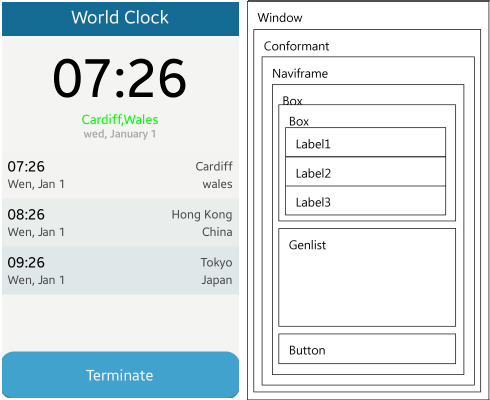 World Clock
07:26
Cardiff,Wales
wed, January 1
07:26 Cardiff
Wen, Jan 1 wales
08:26 Hong Kong
Wen, Jan 1 China
09:26 Tokyo
Wen, Jan 1 Japan
Terminate
Window
Conformant
Naviframe
Box
Box
Label1
Label2
Label3
Genlist
Button